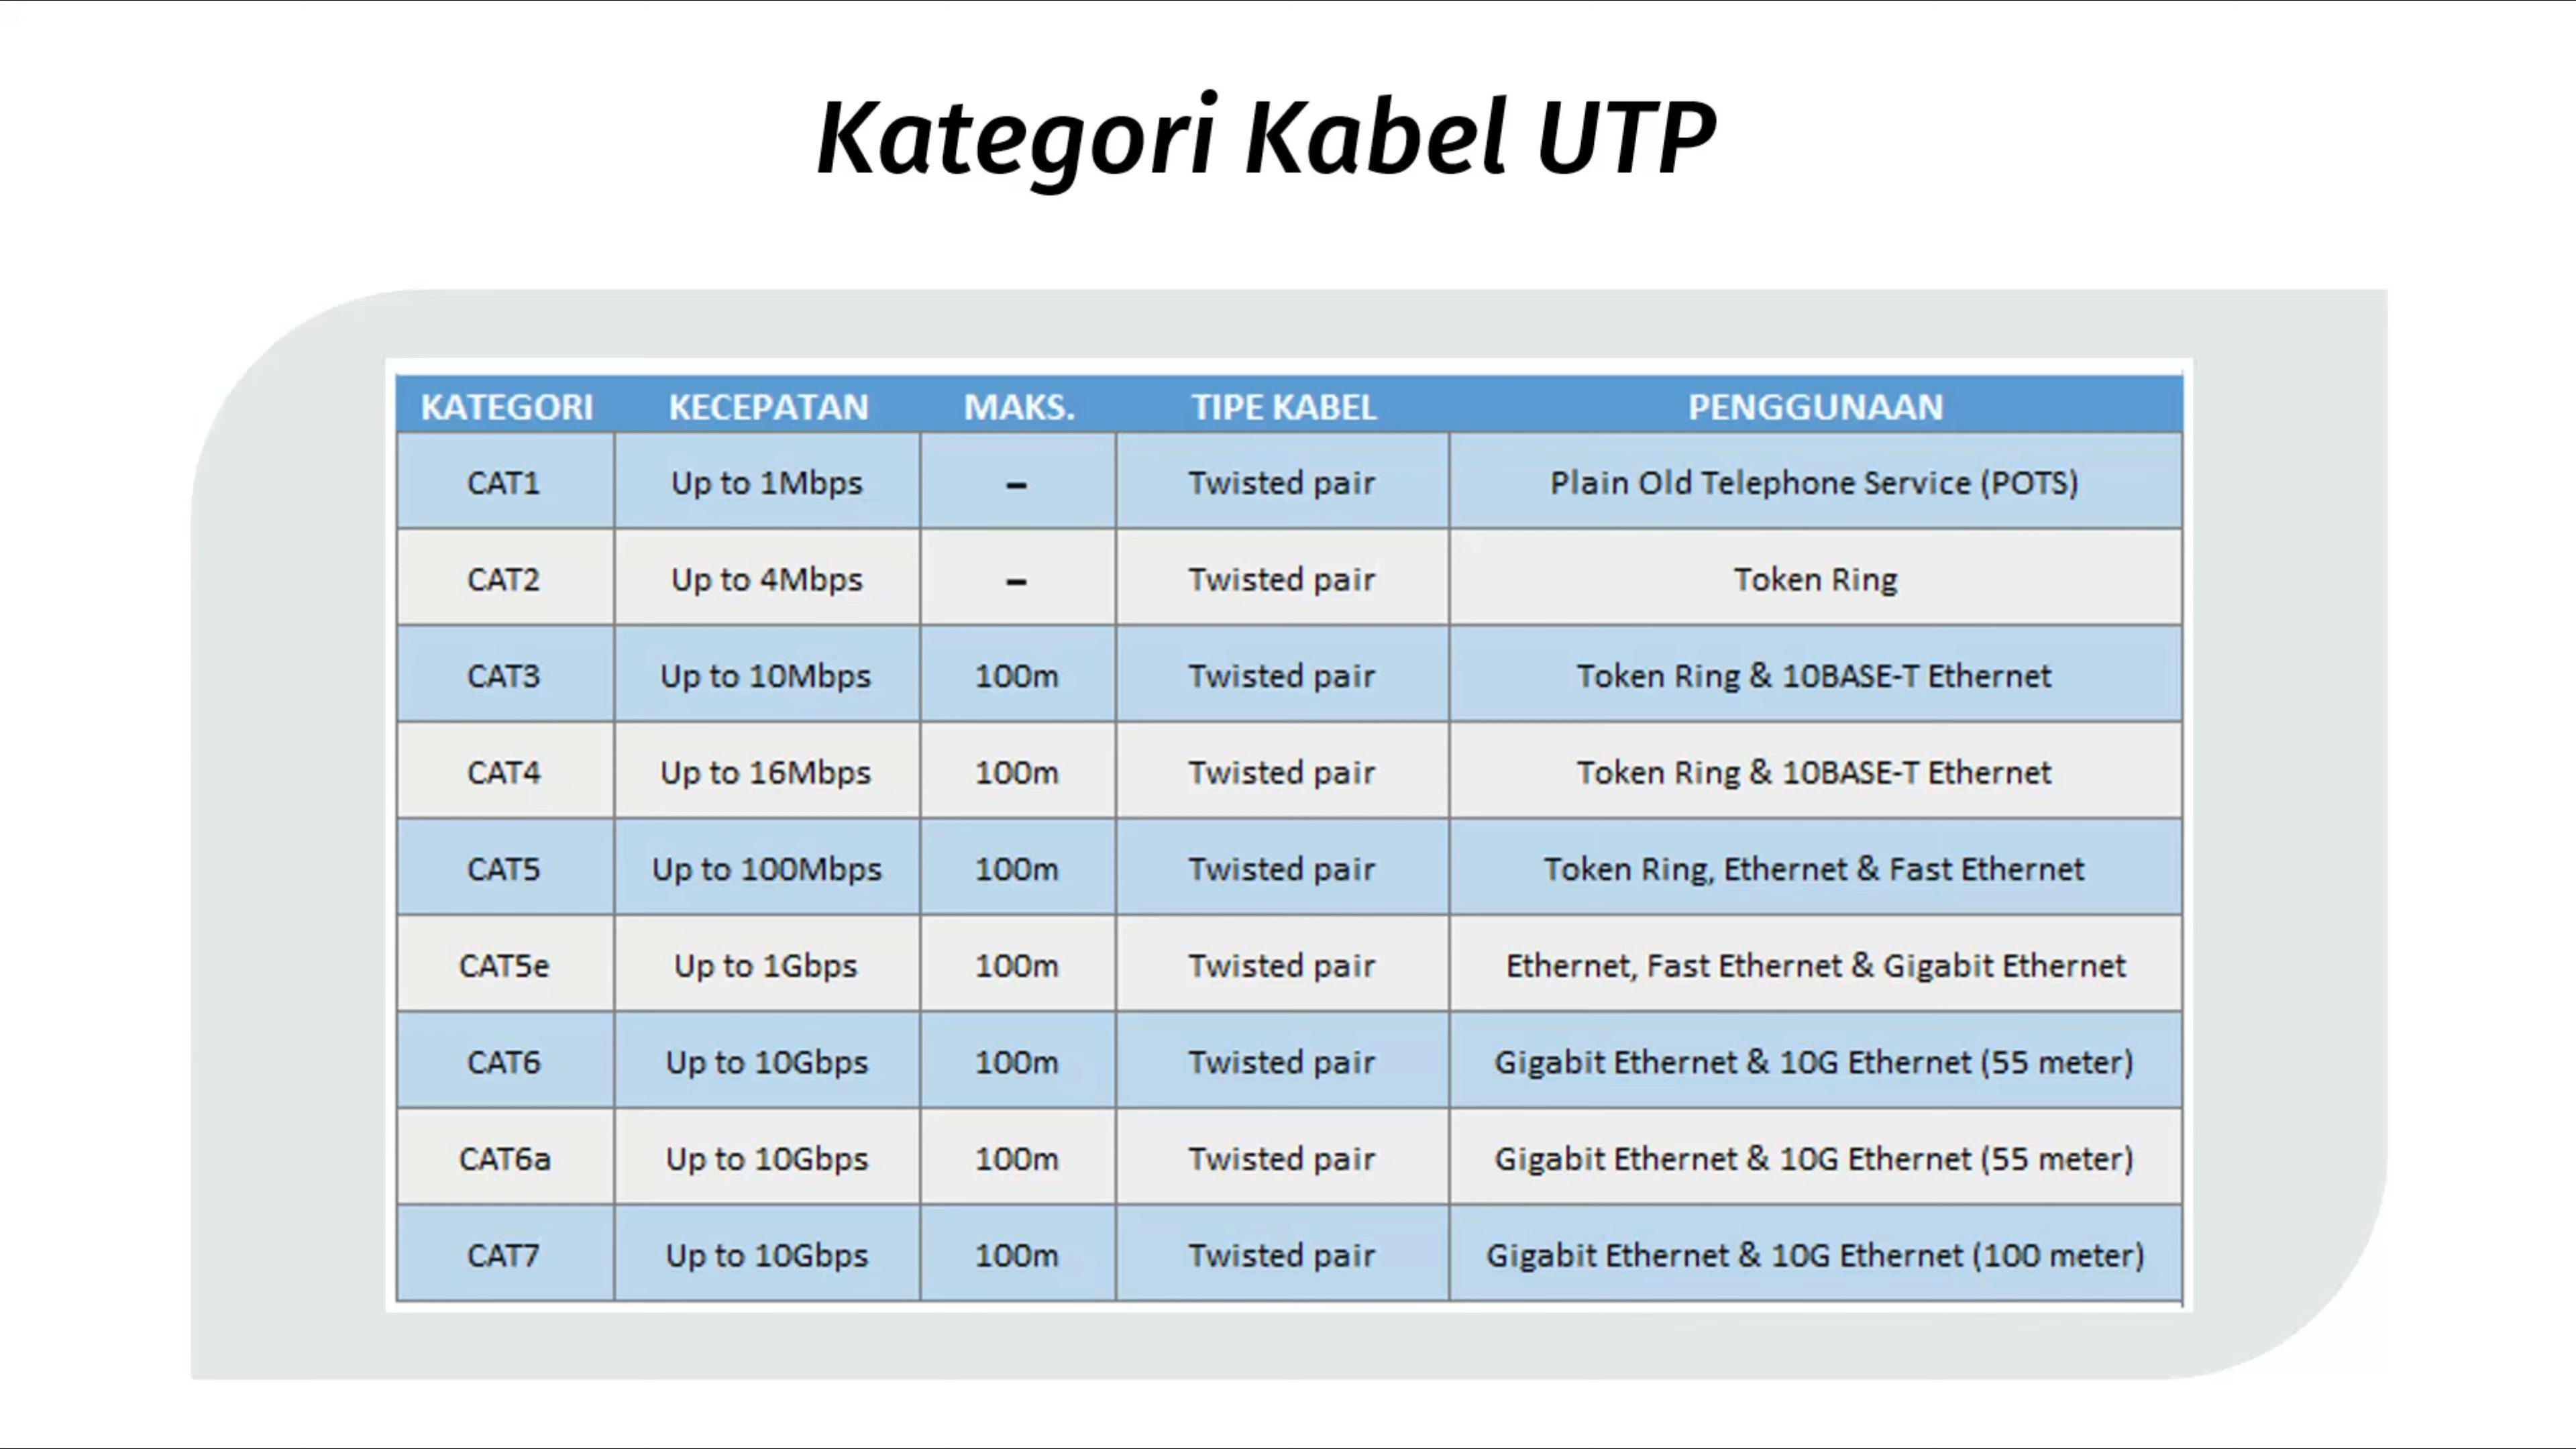 Kategori Kabel UTP
KATEGORI KECEPATAN MAKS. TIPE KABEL PENGGUNAAN
CAT1 Up to 1Mbps – Twisted pair Plain Old Telephone Service (POTS)
CAT2 Up to 4Mbps – Twisted pair Token Ring
CAT3 Up to 10Mbps 100m Twisted pair Token Ring & 10BASE-T Ethernet
CAT4 Up to 16Mbps 100m Twisted pair Token Ring & 10BASE-T Ethernet
CAT5 Up to 100Mbps 100m Twisted pair Token Ring, Ethernet & Fast Ethernet
CAT5e Up to 1Gbps 100m Twisted pair Ethernet, Fast Ethernet & Gigabit Ethernet
CAT6 Up to 10Gbps 100m Twisted pair Gigabit Ethernet & 10G Ethernet (55 meter)
CAT6a Up to 10Gbps 100m Twisted pair Gigabit Ethernet & 10G Ethernet (55 meter)
CAT7 Up to 10Gbps 100m Twisted pair Gigabit Ethernet & 10G Ethernet (100 meter)